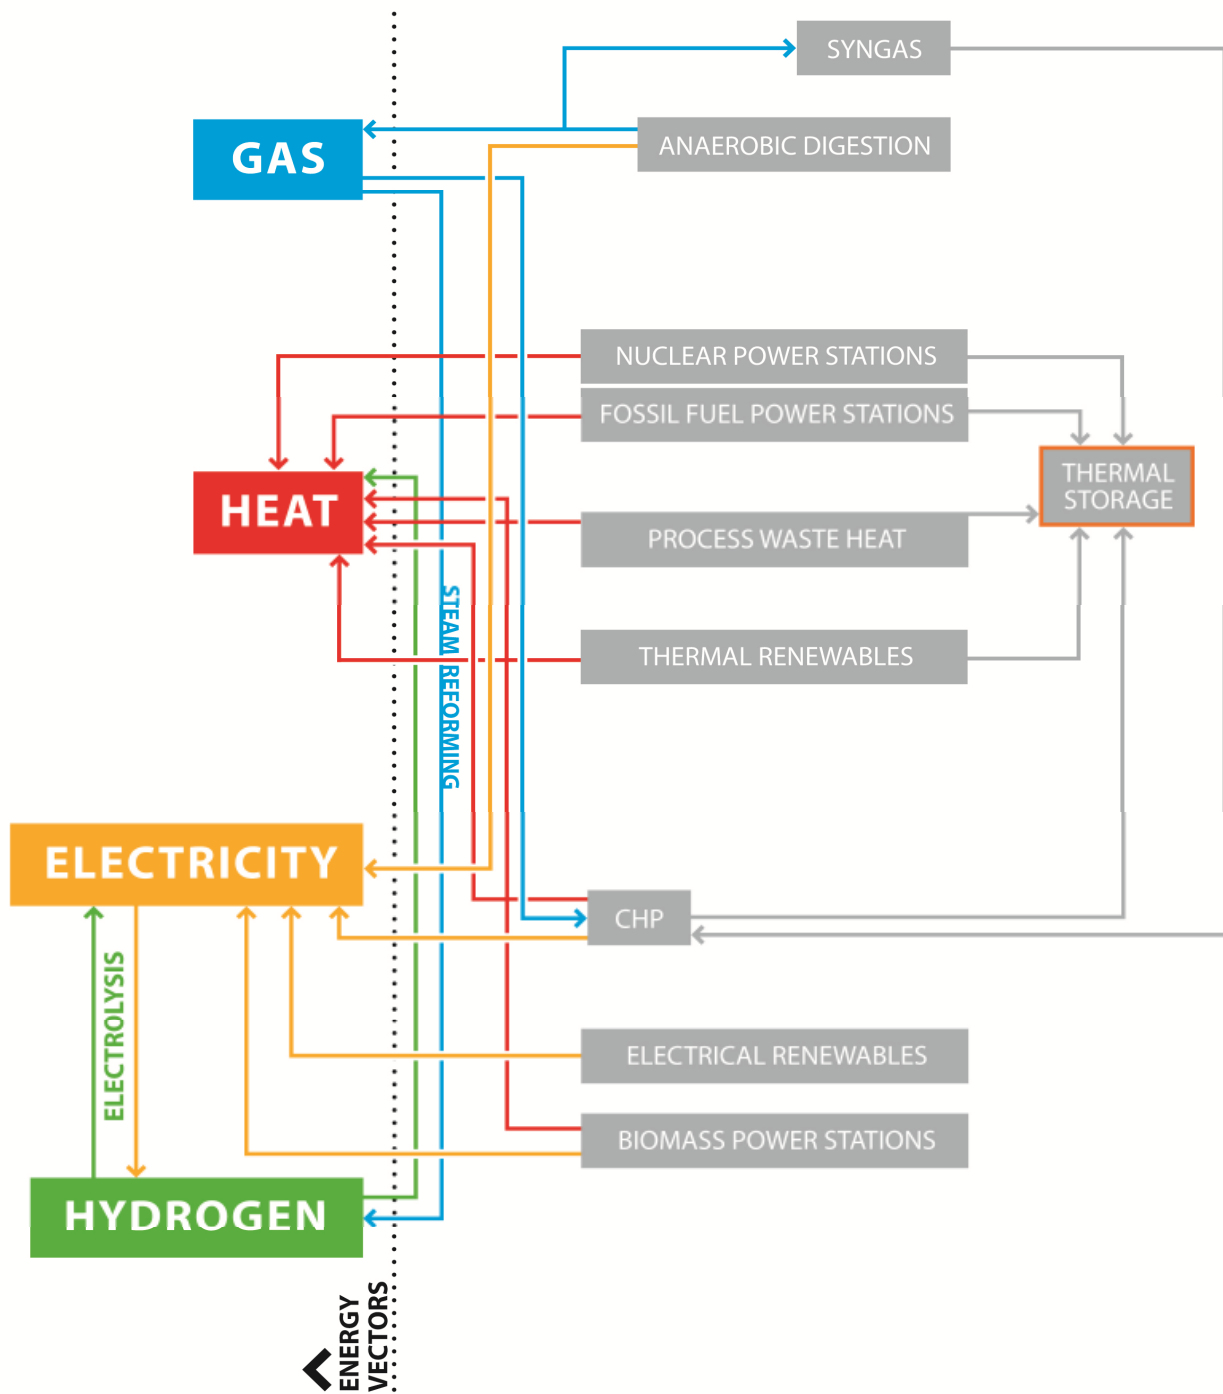 SYNGAS
GAS
ANAEROBIC DIGESTION
NUCLEAR POWER STATIONS
FOSSIL FUEL POWER STATIONS
HEAT
THERMAL
STORAGE
PROCESS WASTE HEAT
STEAM REFORMING
THERMAL RENEWABLES
ELECTRICITY
CHP
ELECTROLYSIS
ELECTRICAL RENEWABLES
BIOMASS POWER STATIONS
HYDROGEN
ENERGY
VECTORS